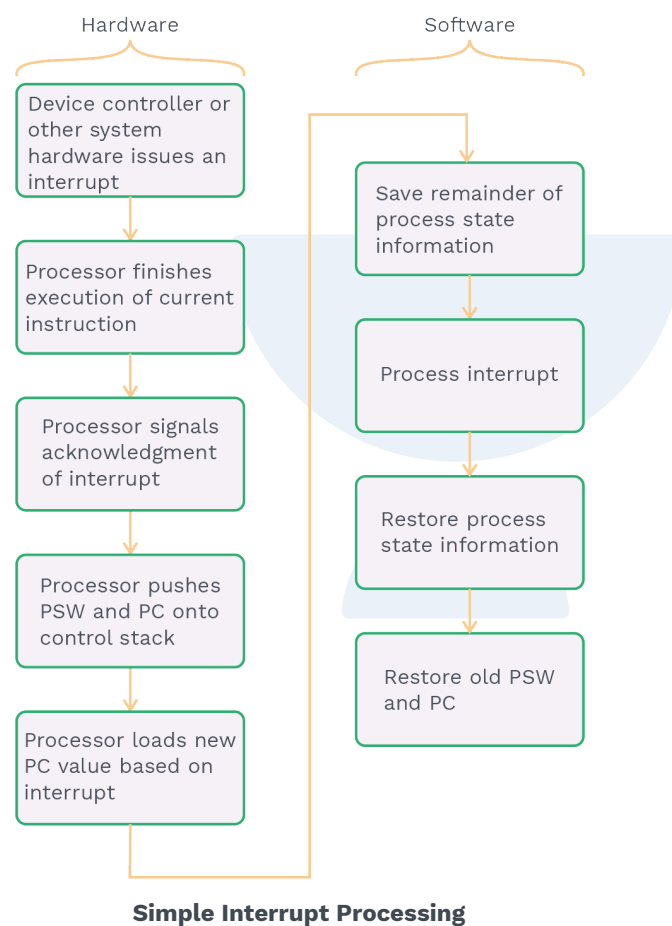 Hardware
Device controller or
other system
hardware issues an
interrupt
Processor finishes
execution of current
instruction
Processor signals
acknowledgment
of interrupt
Processor pushes
PSW and PC onto
control stack
Processor loads new
PC value based on
interrupt
Software
Save remainder of
process state
information
Process interrupt
Restore process
state information
Restore old PSW
and PC
Simple Interrupt Processing